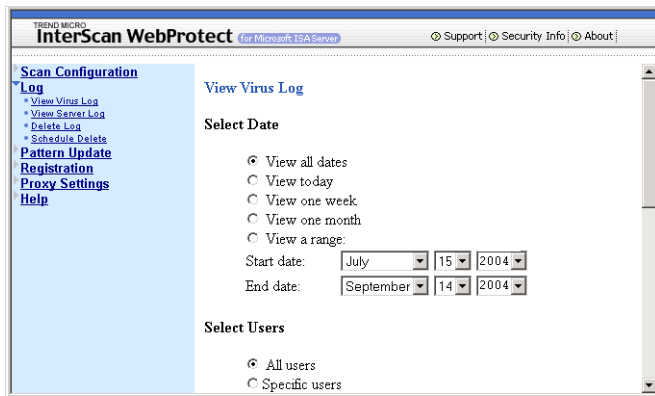 TREND MICRO
InterScan WebProtect for Microsoft ISA Server
Support Security Info About
Scan Configuration
Log
View Virus Log
View Server Log
Delete Log
Schedule Delete
Pattern Update
Registration
Proxy Settings
Help
View Virus Log
Select Date
View all dates
View today
View one week
View one month
View a range:
Start date: July 15 2004
End date: September 14 2004
Select Users
All users
Specific users